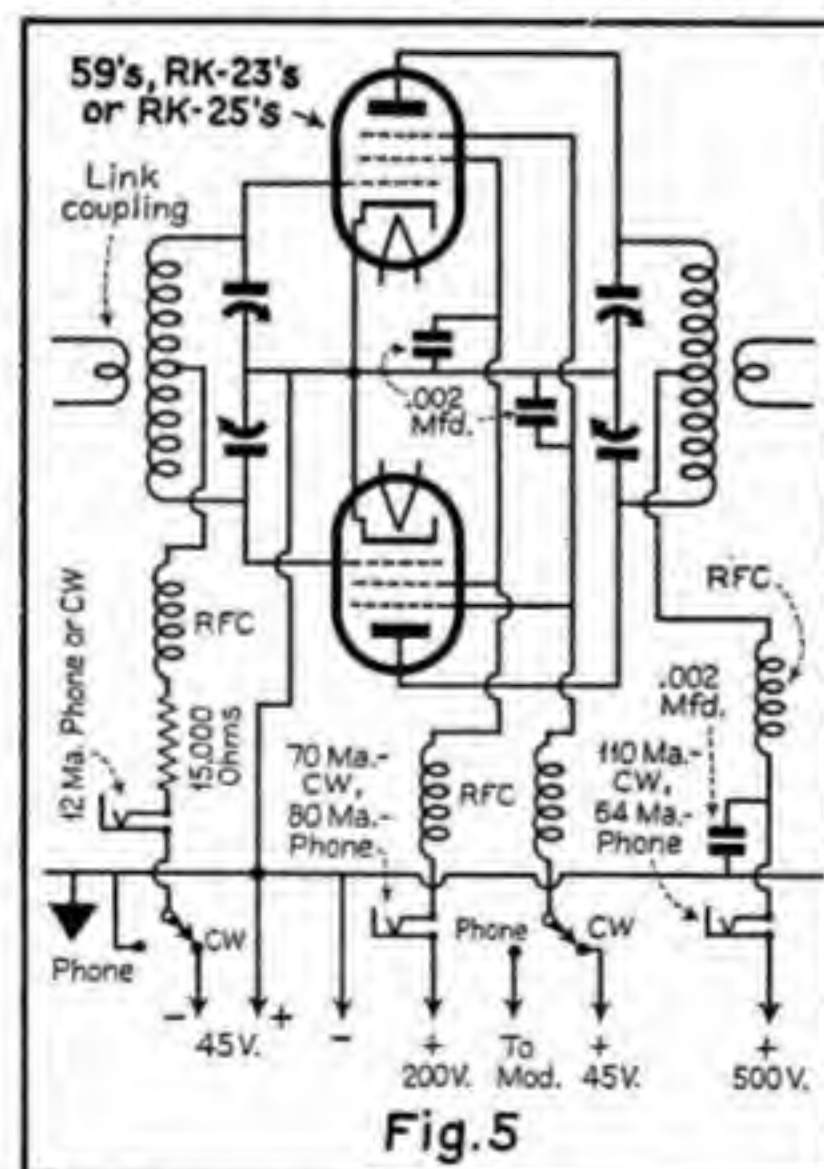 59's, RK-23's
or RK-25's
Link
coupling
.002
Mfd.
RFC
12 Ma. Phone or CW
15,000
Ohms
RFC
70 Ma.-
CW,
80 Ma.-
Phone
RFC
.002
Mfd.
110 Ma.-
CW,
64 Ma.-
Phone
Phone
CW
Phone
CW
- 45V. +
-
+
200V.
To
Mod.
+
45V.
+
500V.
Fig.5